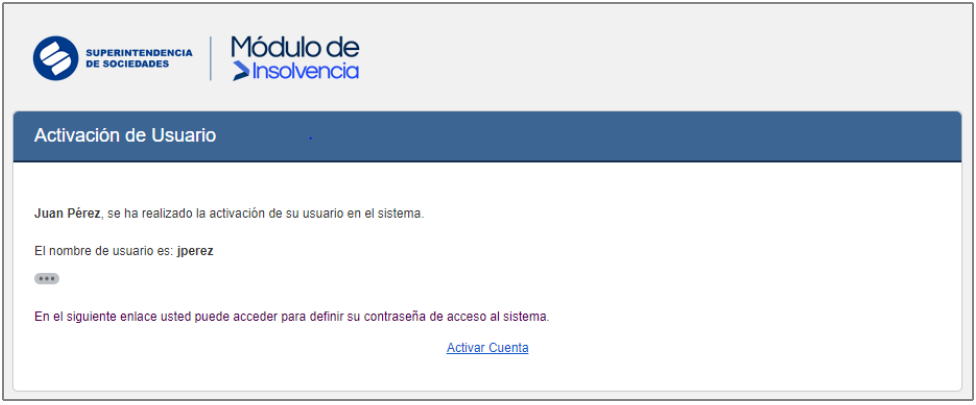 SUPERINTENDENCIA
DE SOCIEDADES
Módulo de
Insolvencia
Activación de Usuario
Juan Pérez, se ha realizado la activación de su usuario en el sistema.
El nombre de usuario es: jperez
En el siguiente enlace usted puede acceder para definir su contraseña de acceso al sistema.
Activar Cuenta